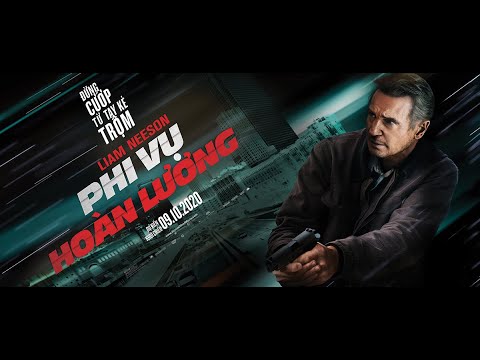 ĐỪNG
CƯỚP
TỪ TAY KẺ
TRỘM
LIAM NEESON
PHI VỤ
HOÀN LƯƠNG
09.10.2020